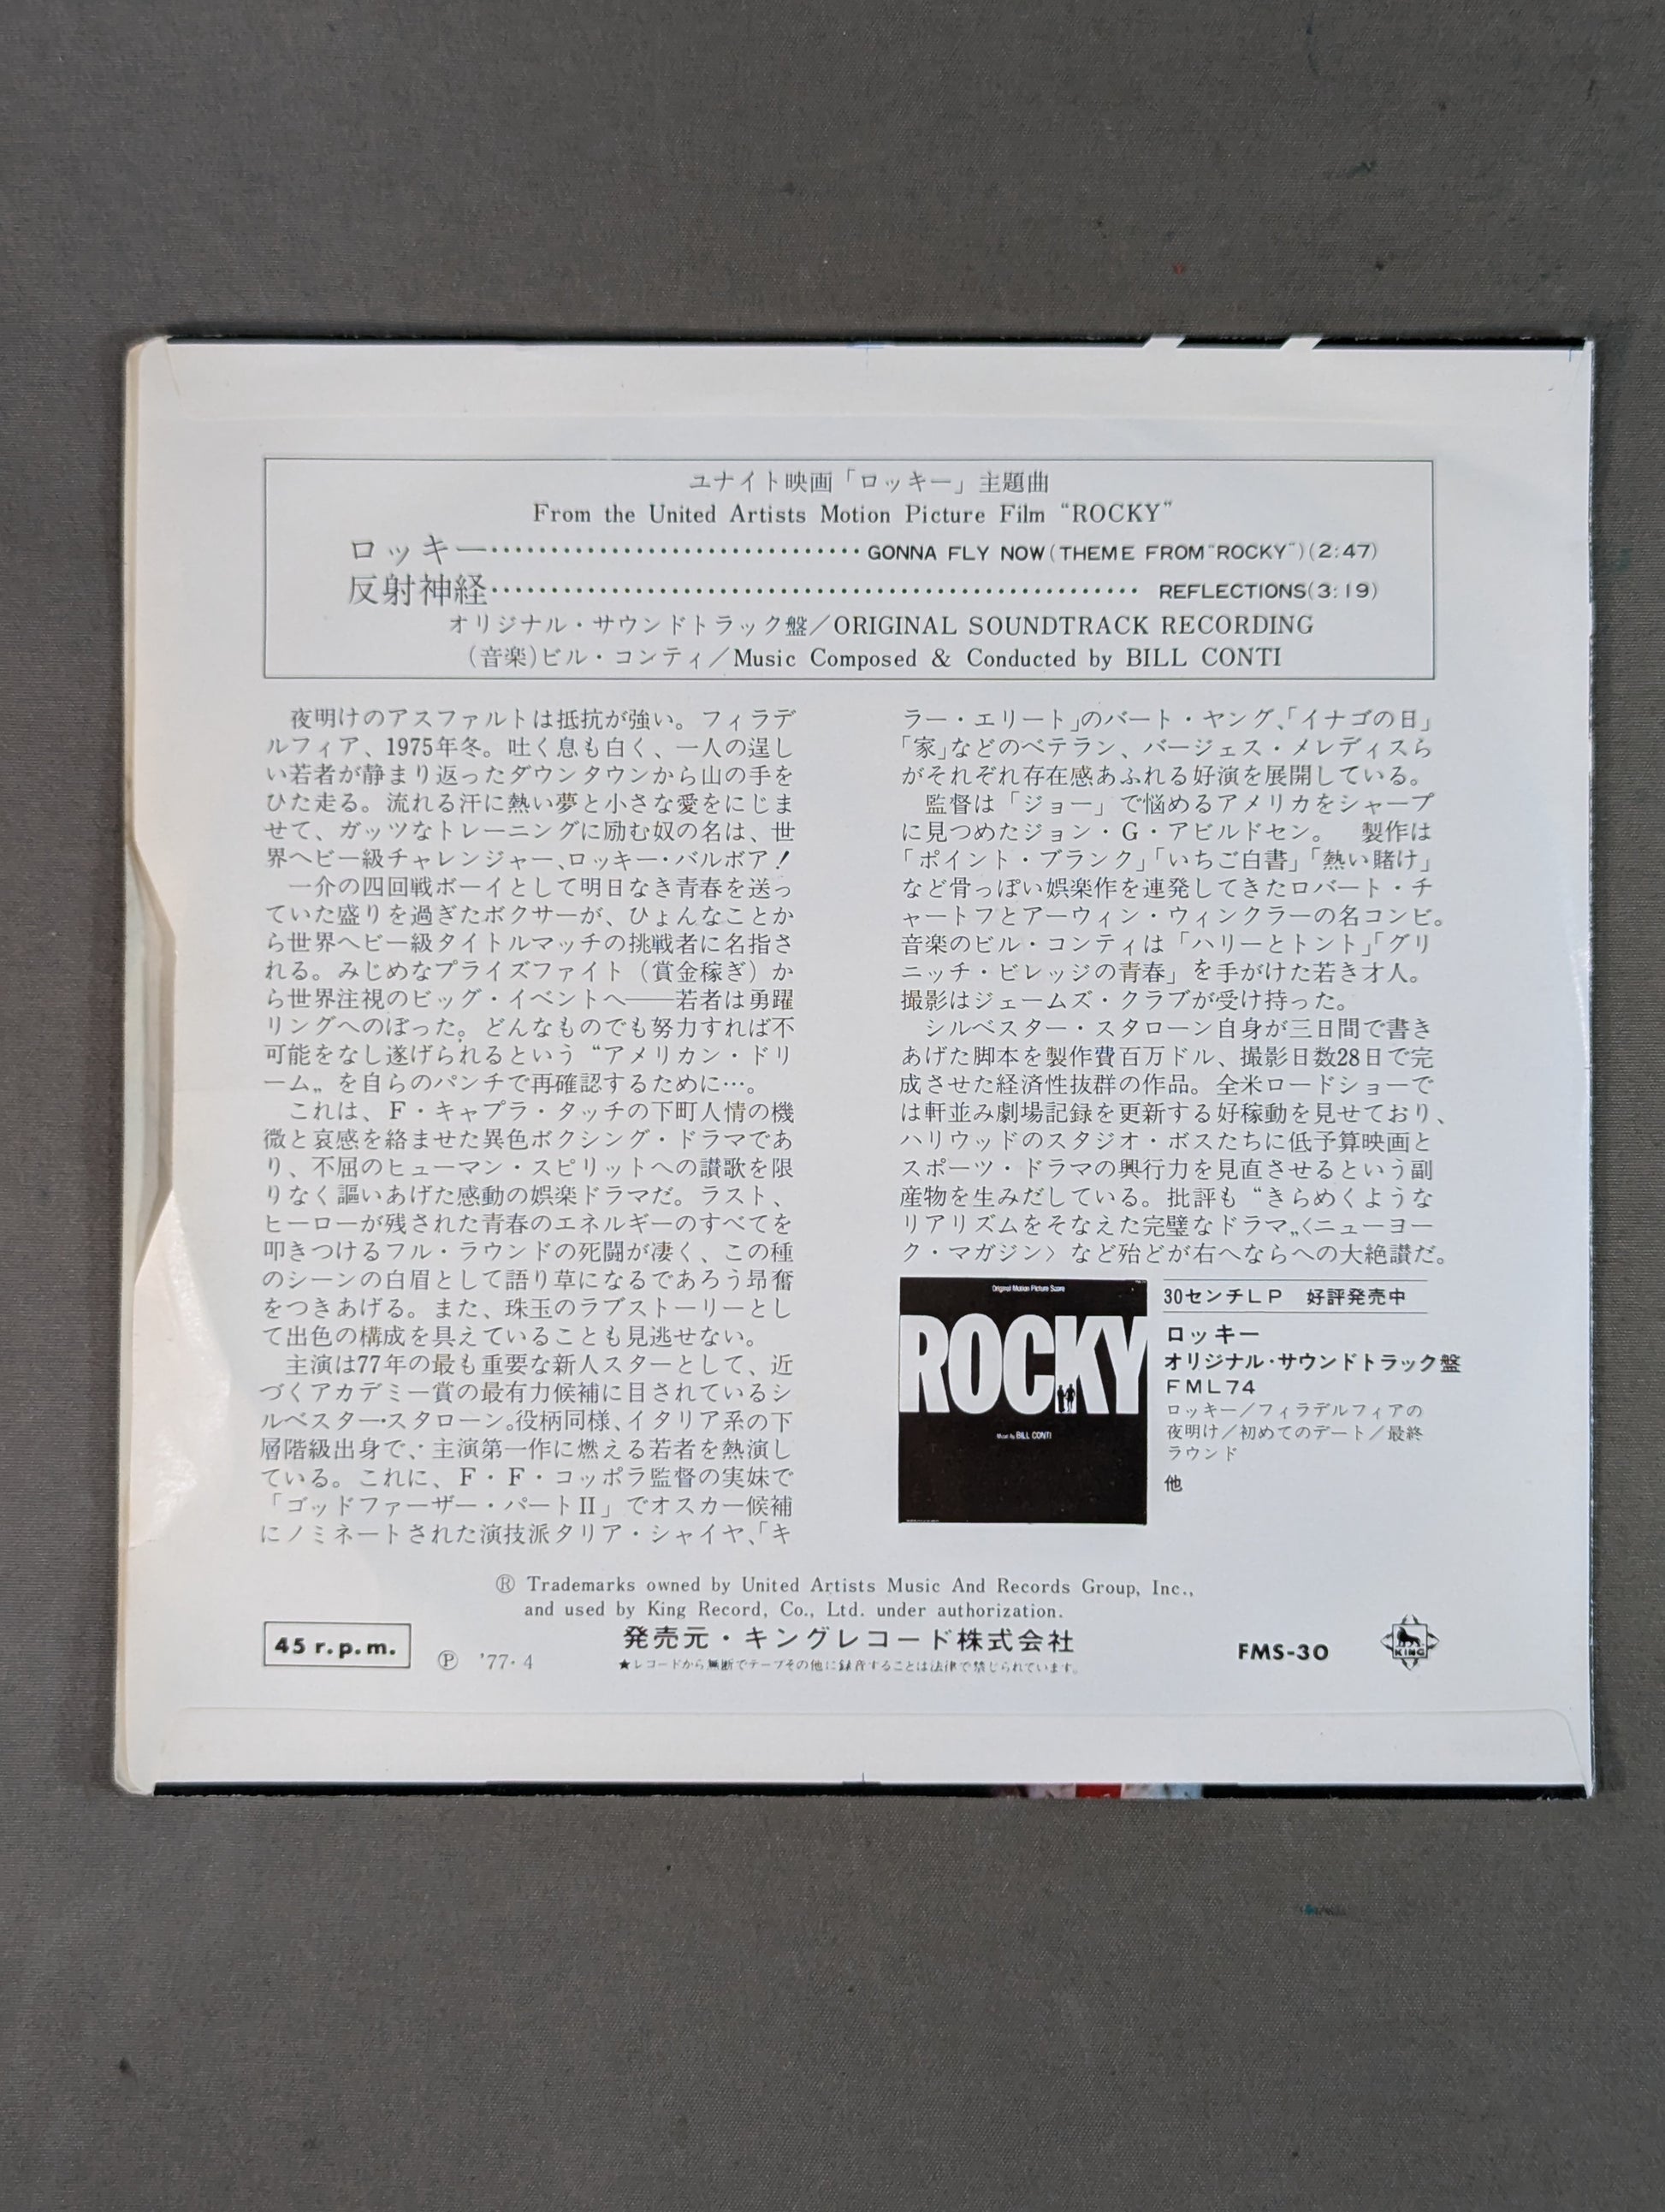 ユナイト映画「ロッキー」主題曲
From the United Artists Motion Picture Film “ROCKY”
ロッキー……………………………GONNA FLY NOW(THEME FROM“ROCKY”)(2:47)
反射神経……………………………………………… REFLECTIONS(3:19)
オリジナル・サウンドトラック盤／ORIGINAL SOUNDTRACK RECORDING
(音楽)ビル・コンティ／Music Composed & Conducted by BILL CONTI
夜明けのアスファルトは抵抗が強い。フィラデ
ルフィア、1975年冬。吐く息も白く、一人の逞し
い若者が静まり返ったダウンタウンから山の手を
ひた走る。流れる汗に熱い夢と小さな愛をにじま
せて、ガッツなトレーニングに励む奴の名は、世
界ヘビー級チャレンジャー、ロッキー・バルボア！
一介の四回戦ボーイとして明日なき青春を送っ
ていた盛りを過ぎたボクサーが、ひょんなことか
ら世界ヘビー級タイトルマッチの挑戦者に名指さ
れる。みじめなプライズファイト（賞金稼ぎ）か
ら世界注視のビッグ・イベントへ――若者は勇躍
リングへのぼった。どんなものでも努力すれば不
可能をなし遂げられるという“アメリカン・ドリ
ーム„を自らのパンチで再確認するために…。
これは、F・キャプラ・タッチの下町人情の機
微と哀感を絡ませた異色ボクシング・ドラマであ
り、不屈のヒューマン・スピリットへの讃歌を限
りなく謳いあげた感動の娯楽ドラマだ。ラスト、
ヒーローが残された青春のエネルギーのすべてを
叩きつけるフル・ラウンドの死闘が凄く、この種
のシーンの白眉として語り草になるであろう昂奮
をつきあげる。また、珠玉のラブストーリーとし
て出色の構成を具えていることも見逃せない。
主演は77年の最も重要な新人スターとして、近
づくアカデミー賞の最有力候補に目されているシ
ルベスター・スタローン。役柄同様、イタリア系の下
層階級出身で、主演第一作に燃える若者を熱演し
ている。これに、F・F・コッポラ監督の実妹で
「ゴッドファーザー・パートII」でオスカー候補
にノミネートされた演技派タリア・シャイヤ、「キ
ラー・エリート」のバート・ヤング、「イナゴの日」
「家」などのベテラン、バージェス・メレディスら
がそれぞれ存在感あふれる好演を展開している。
監督は「ジョー」で悩めるアメリカをシャープ
に見つめたジョン・G・アビルドセン。　製作は
「ポイント・ブランク」「いちご白書」「熱い賭け」
など骨っぽい娯楽作を連発してきたロバート・チ
ャートフとアーウィン・ウィンクラーの名コンビ。
音楽のビル・コンティは「ハリーとトント」「グリ
ニッチ・ビレッジの青春」を手がけた若き才人。
撮影はジェームズ・クラブが受け持った。
シルベスター・スタローン自身が三日間で書き
あげた脚本を製作費百万ドル、撮影日数28日で完
成させた経済性抜群の作品。全米ロードショーで
は軒並み劇場記録を更新する好稼動を見せており、
ハリウッドのスタジオ・ボスたちに低予算映画と
スポーツ・ドラマの興行力を見直させるという副
産物を生みだしている。批評も“きらめくような
リアリズムをそなえた完璧なドラマ„〈ニューヨー
ク・マガジン〉など殆どが右へならへの大絶讃だ。
Original Motion Picture Score
ROCKY
Music By BILL CONTI
30センチLP　好評発売中
ロッキー
オリジナル・サウンドトラック盤
FML74
ロッキー／フィラデルフィアの
夜明け／初めてのデート／最終
ラウンド
他
Ⓡ Trademarks owned by United Artists Music And Records Group, Inc.,
and used by King Record, Co., Ltd. under authorization.
45 r.p.m.
Ⓟ '77・4
発売元・キングレコード株式会社
★レコードから無断でテープその他に録音することは法律で禁じられています。
FMS-30
KING